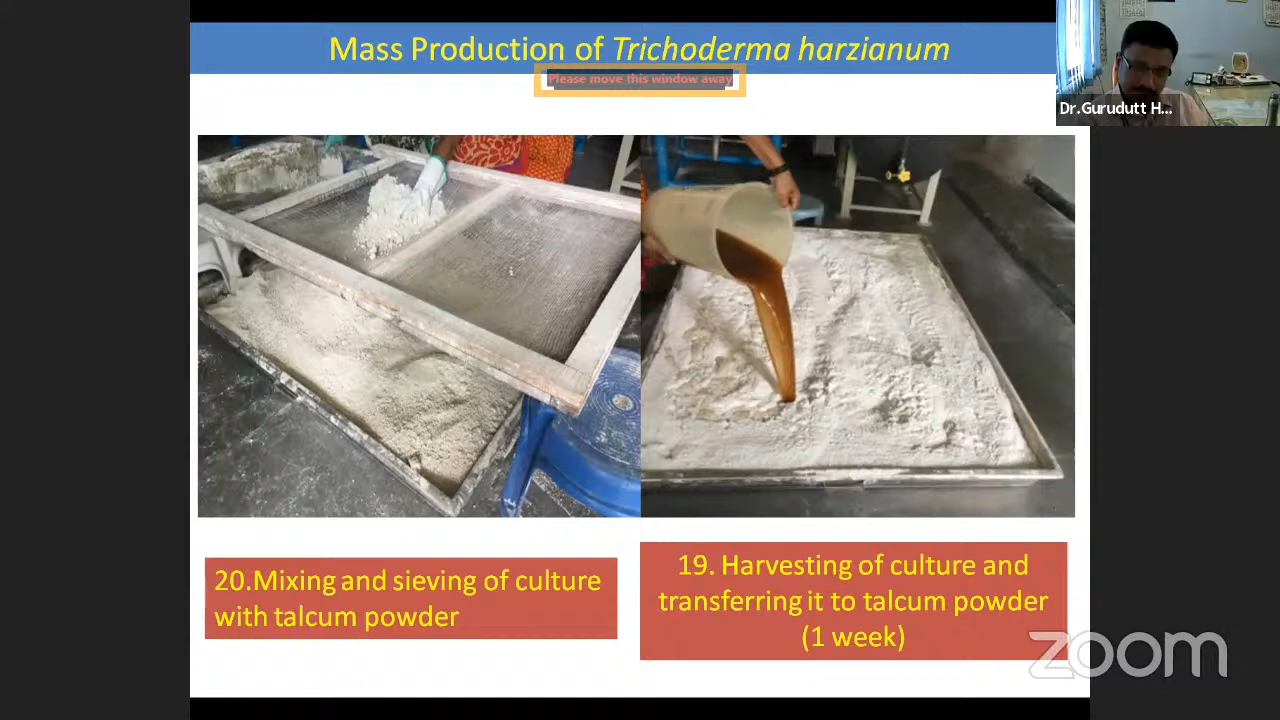 Mass Production of Trichoderma harzianum
Please move this window away
Dr.Gurudutt H...
20.Mixing and sieving of culture
with talcum powder
19. Harvesting of culture and
transferring it to talcum powder
(1 week)
zoom